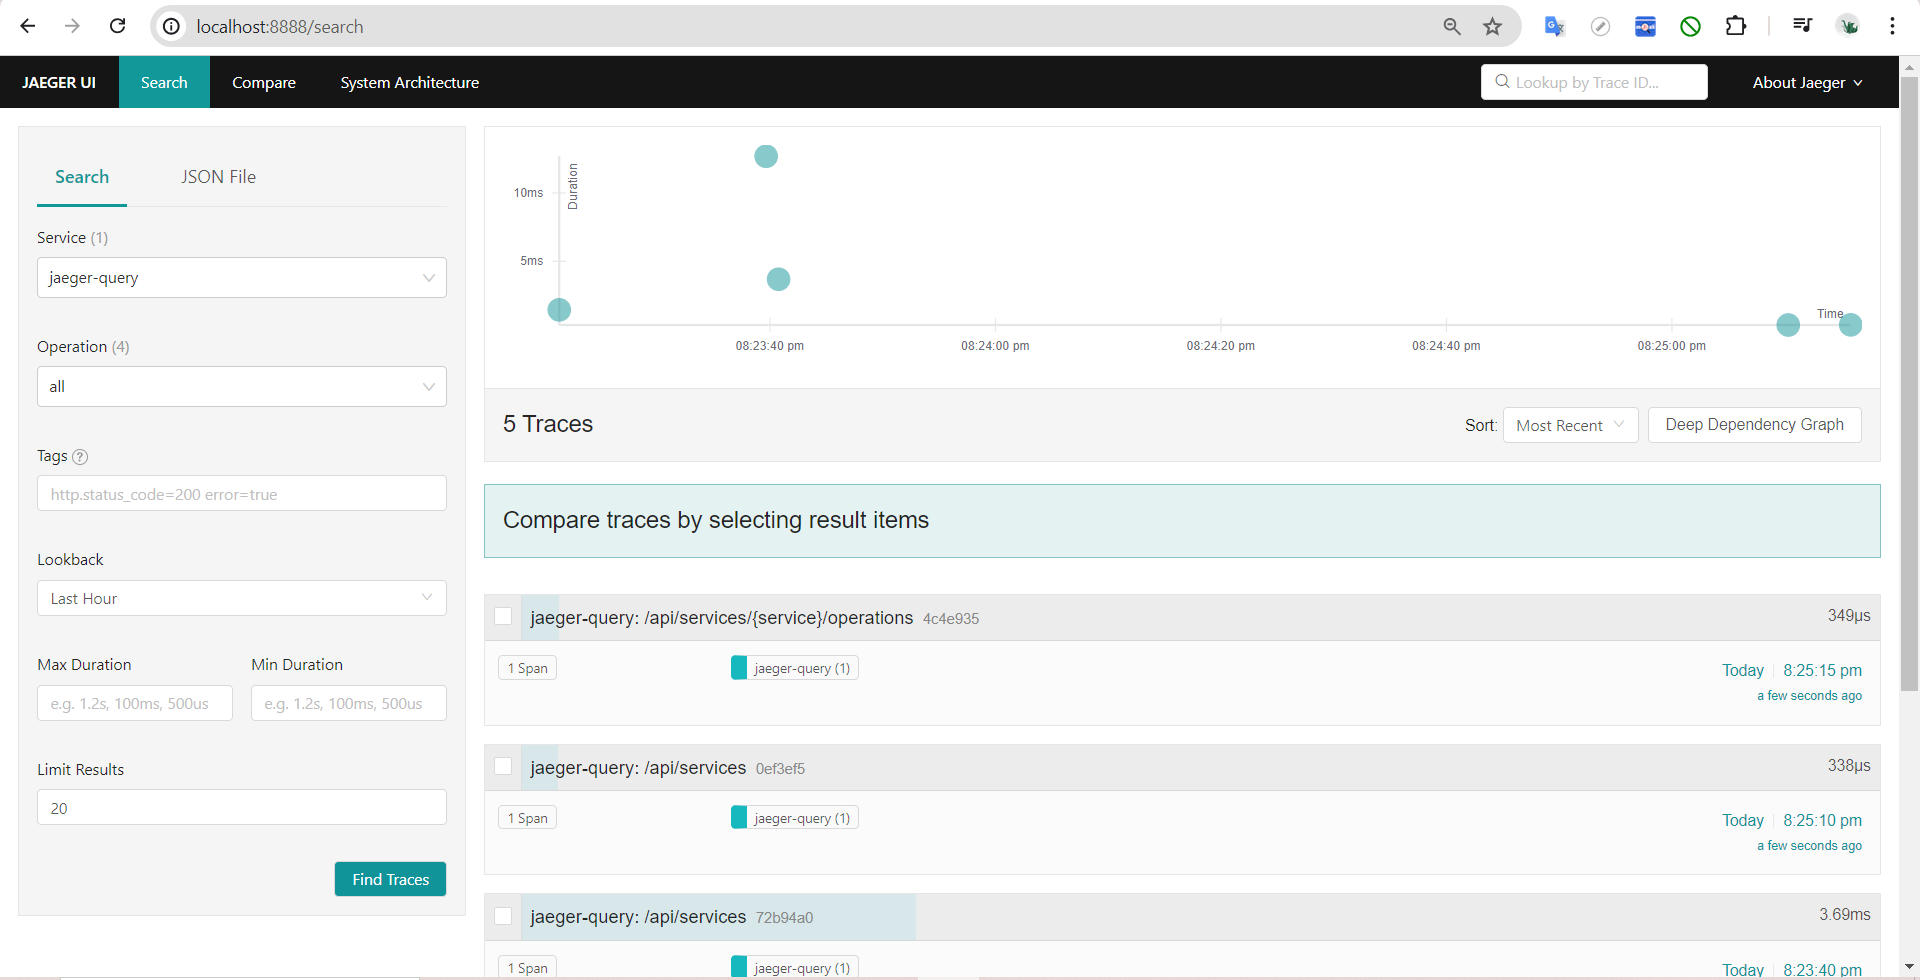 localhost:8888/search
JAEGER UI Search Compare System Architecture Lookup by Trace ID... About Jaeger
Search JSON File
Service (1)
jaeger-query
Operation (4)
all
Tags ?
http.status_code=200 error=true
Lookback
Last Hour
Max Duration Min Duration
e.g. 1.2s, 100ms, 500us e.g. 1.2s, 100ms, 500us
Limit Results
20
Find Traces
Duration
10ms
5ms
Time
08:23:40 pm 08:24:00 pm 08:24:20 pm 08:24:40 pm 08:25:00 pm
5 Traces Sort: Most Recent Deep Dependency Graph
Compare traces by selecting result items
jaeger-query: /api/services/{service}/operations 4c4e935 349μs
1 Span jaeger-query (1) Today 8:25:15 pm
a few seconds ago
jaeger-query: /api/services 0ef3ef5 338μs
1 Span jaeger-query (1) Today 8:25:10 pm
a few seconds ago
jaeger-query: /api/services 72b94a0 3.69ms
1 Span jaeger-query (1) Today 8:23:40 pm